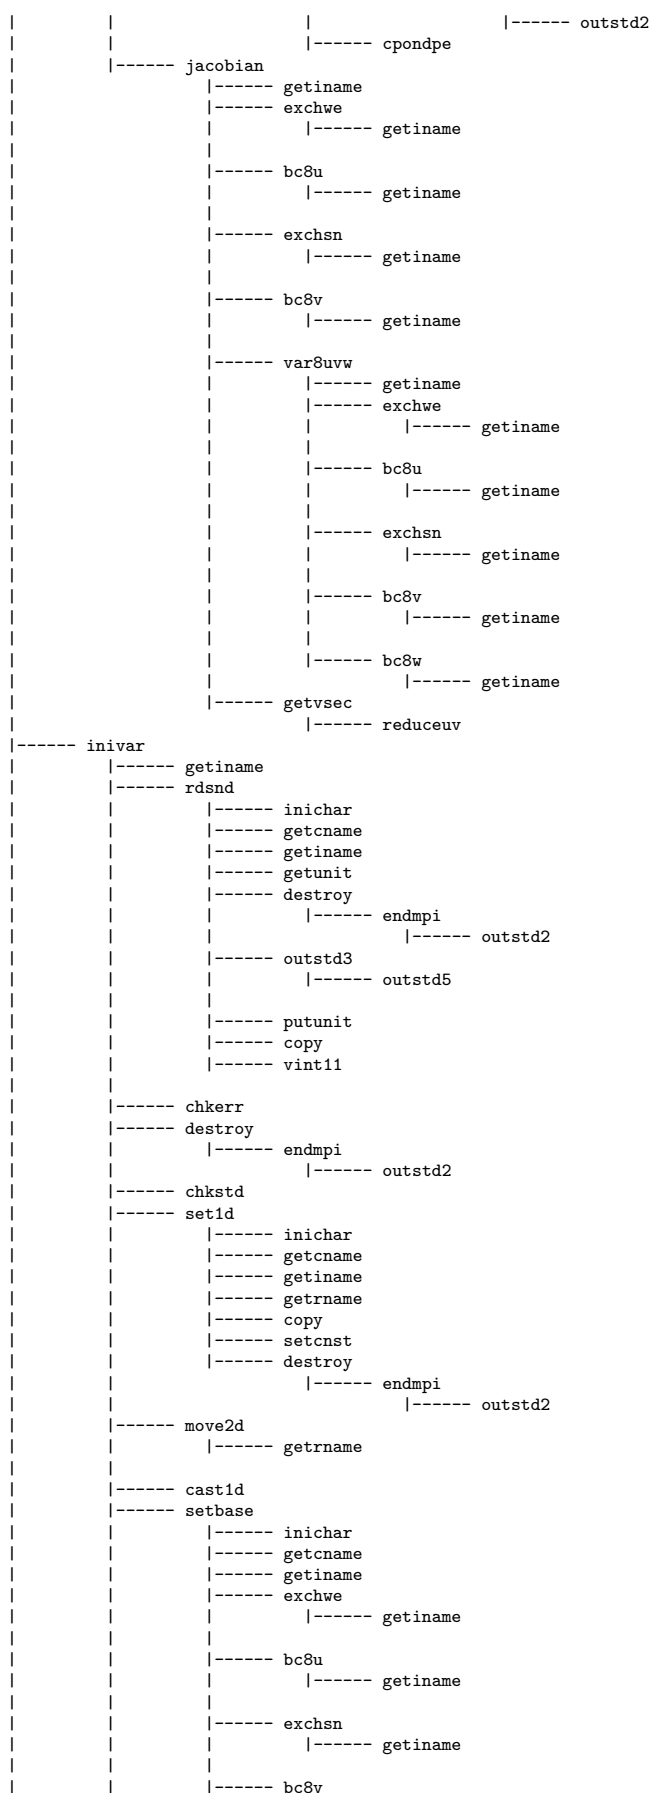 | | | |------ outstd2
| | |------ cpondpe
| |------ jacobian
| |------ getiname
| |------ exchwe
| | |------ getiname
| |
| |------ bc8u
| | |------ getiname
| |
| |------ exchsn
| | |------ getiname
| |
| |------ bc8v
| | |------ getiname
| |
| |------ var8uvw
| | |------ getiname
| | |------ exchwe
| | | |------ getiname
| | |
| | |------ bc8u
| | | |------ getiname
| | |
| | |------ exchsn
| | | |------ getiname
| | |
| | |------ bc8v
| | | |------ getiname
| | |
| | |------ bc8w
| | |------ getiname
| |------ getvsec
| |------ reduceuv
|------ inivar
| |------ getiname
| |------ rdsnd
| | |------ inichar
| | |------ getcname
| | |------ getiname
| | |------ getunit
| | |------ destroy
| | | |------ endmpi
| | | |------ outstd2
| | |------ outstd3
| | | |------ outstd5
| | |
| | |------ putunit
| | |------ copy
| | |------ vint11
| |
| |------ chkerr
| |------ destroy
| | |------ endmpi
| | |------ outstd2
| |------ chkstd
| |------ set1d
| | |------ inichar
| | |------ getcname
| | |------ getiname
| | |------ getrname
| | |------ copy
| | |------ setcnst
| | |------ destroy
| | |------ endmpi
| | |------ outstd2
| |------ move2d
| | |------ getrname
| |
| |------ cast1d
| |------ setbase
| | |------ inichar
| | |------ getcname
| | |------ getiname
| | |------ exchwe
| | | |------ getiname
| | |
| | |------ bc8u
| | | |------ getiname
| | |
| | |------ exchsn
| | | |------ getiname
| | |
| | |------ bc8v